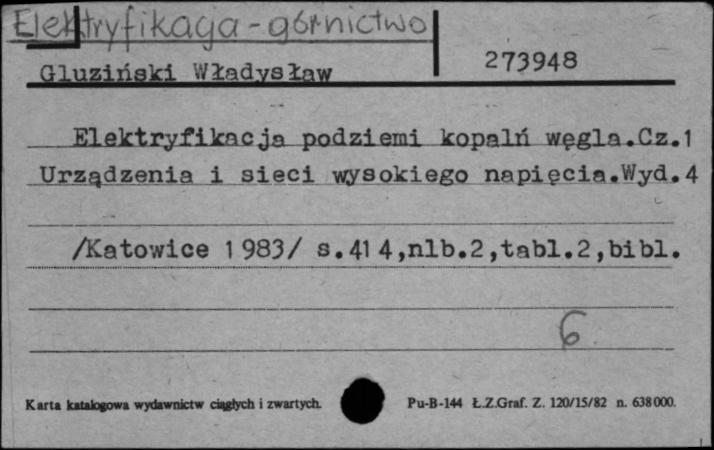 Elektryfikacja - górnictwo
Gluziński Władysław 273948
Elektryfikacja podziemi kopalń węgla.Cz.1
Urządzenia i sieci wysokiego napięcia.Wyd.4
/Katowice 1983/ s.414,nlb.2,tabl.2,bibl.
6
Karta katalogowa wydawnictw ciągłych i zwartych. Pu-B-144 Ł.Z.Graf. Z. 120/15/82 n. 638000.